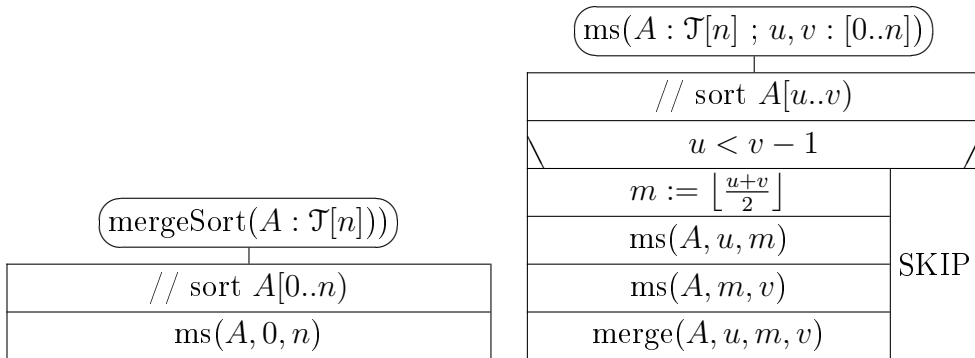 mergeSort(A : 𝒯[n]))
// sort A[0..n)
ms(A, 0, n)
ms(A : 𝒯[n] ; u, v : [0..n])
// sort A[u..v)
u < v − 1
m := ⌊(u+v)/2⌋
ms(A, u, m)
ms(A, m, v)
merge(A, u, m, v)
SKIP